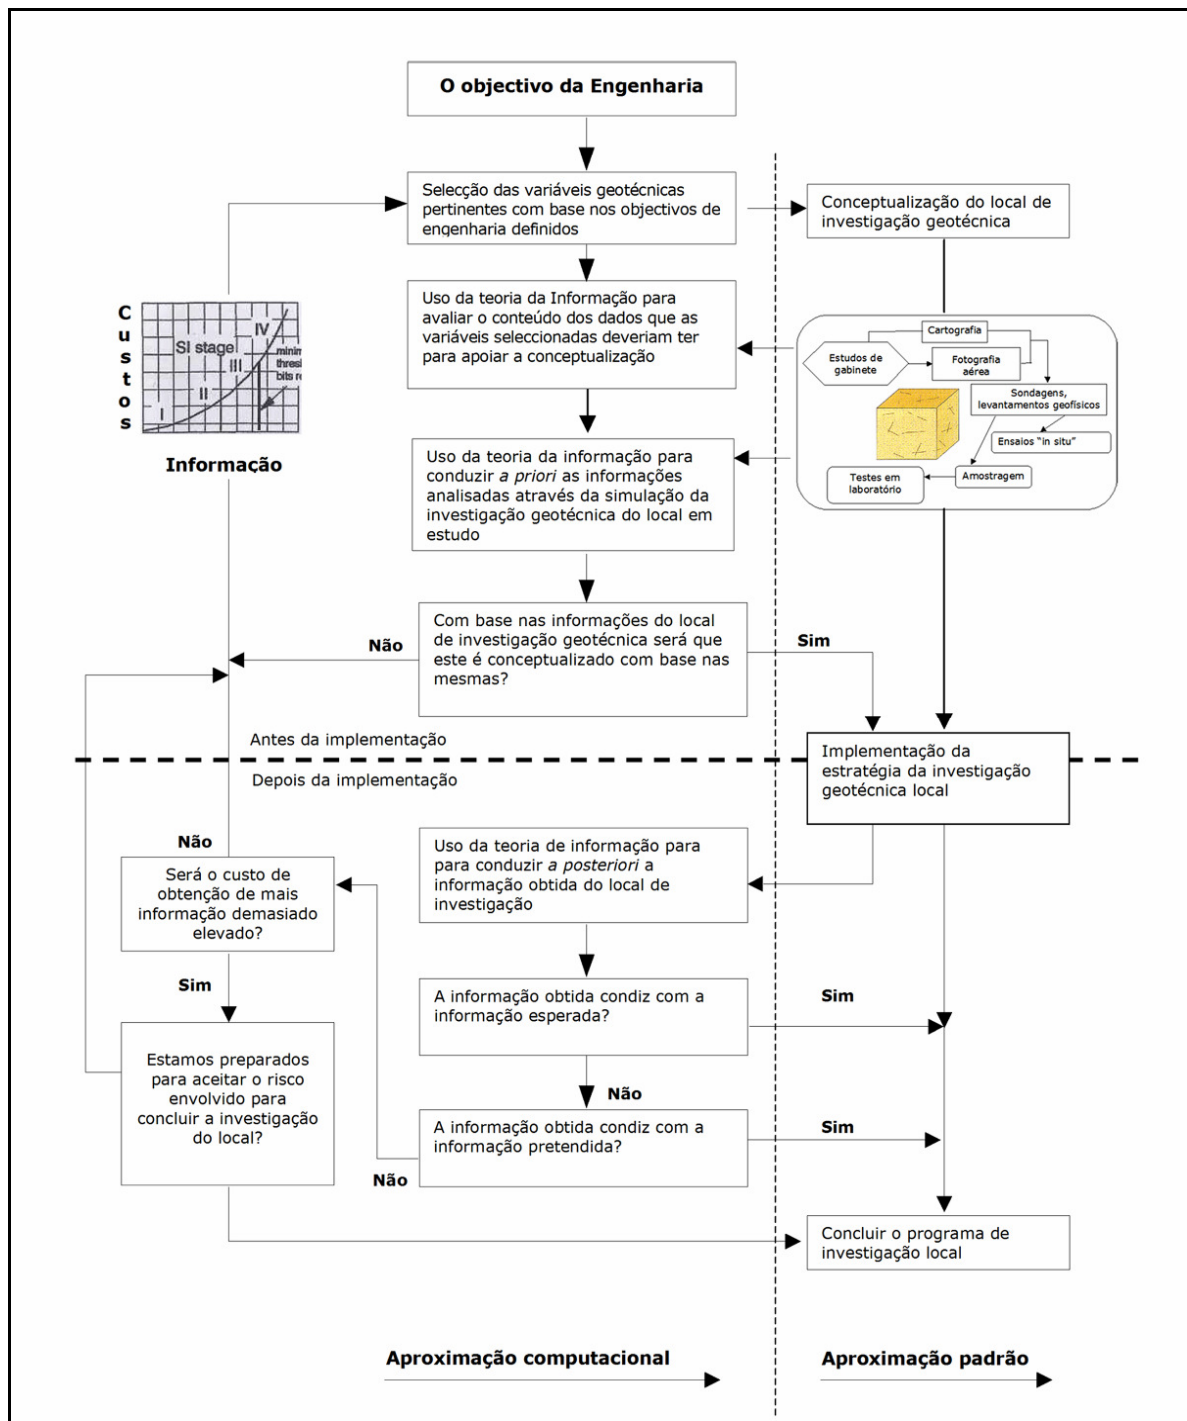 O objectivo da Engenharia
Selecção das variáveis geotécnicas
pertinentes com base nos objectivos de
engenharia definidos
Conceptualização do local de
investigação geotécnica
Uso da teoria da Informação para
avaliar o conteúdo dos dados que as
variáveis seleccionadas deveriam ter
para apoiar a conceptualização
Custos
SI stage
I
II
III
IV
bits
Informação
Cartografia
Estudos de
gabinete
Fotografia
aérea
Sondagens,
levantamentos geofísicos
Ensaios “in situ”
Amostragem
Testes em
laboratório
Uso da teoria da informação para
conduzir a priori as informações
analisadas através da simulação da
investigação geotécnica do local em
estudo
Com base nas informações do local
de investigação geotécnica será que
este é conceptualizado com base nas
mesmas?
Não
Sim
Antes da implementação
Depois da implementação
Implementação da
estratégia da investigação
geotécnica local
Não
Será o custo de
obtenção de mais
informação demasiado
elevado?
Uso da teoria de informação para
para conduzir a posteriori a
informação obtida do local de
investigação
Sim
A informação obtida condiz com a
informação esperada?
Sim
Estamos preparados
para aceitar o risco
envolvido para
concluir a investigação
do local?
Não
A informação obtida condiz com a
informação pretendida?
Sim
Não
Concluir o programa de
investigação local
Aproximação computacional
Aproximação padrão